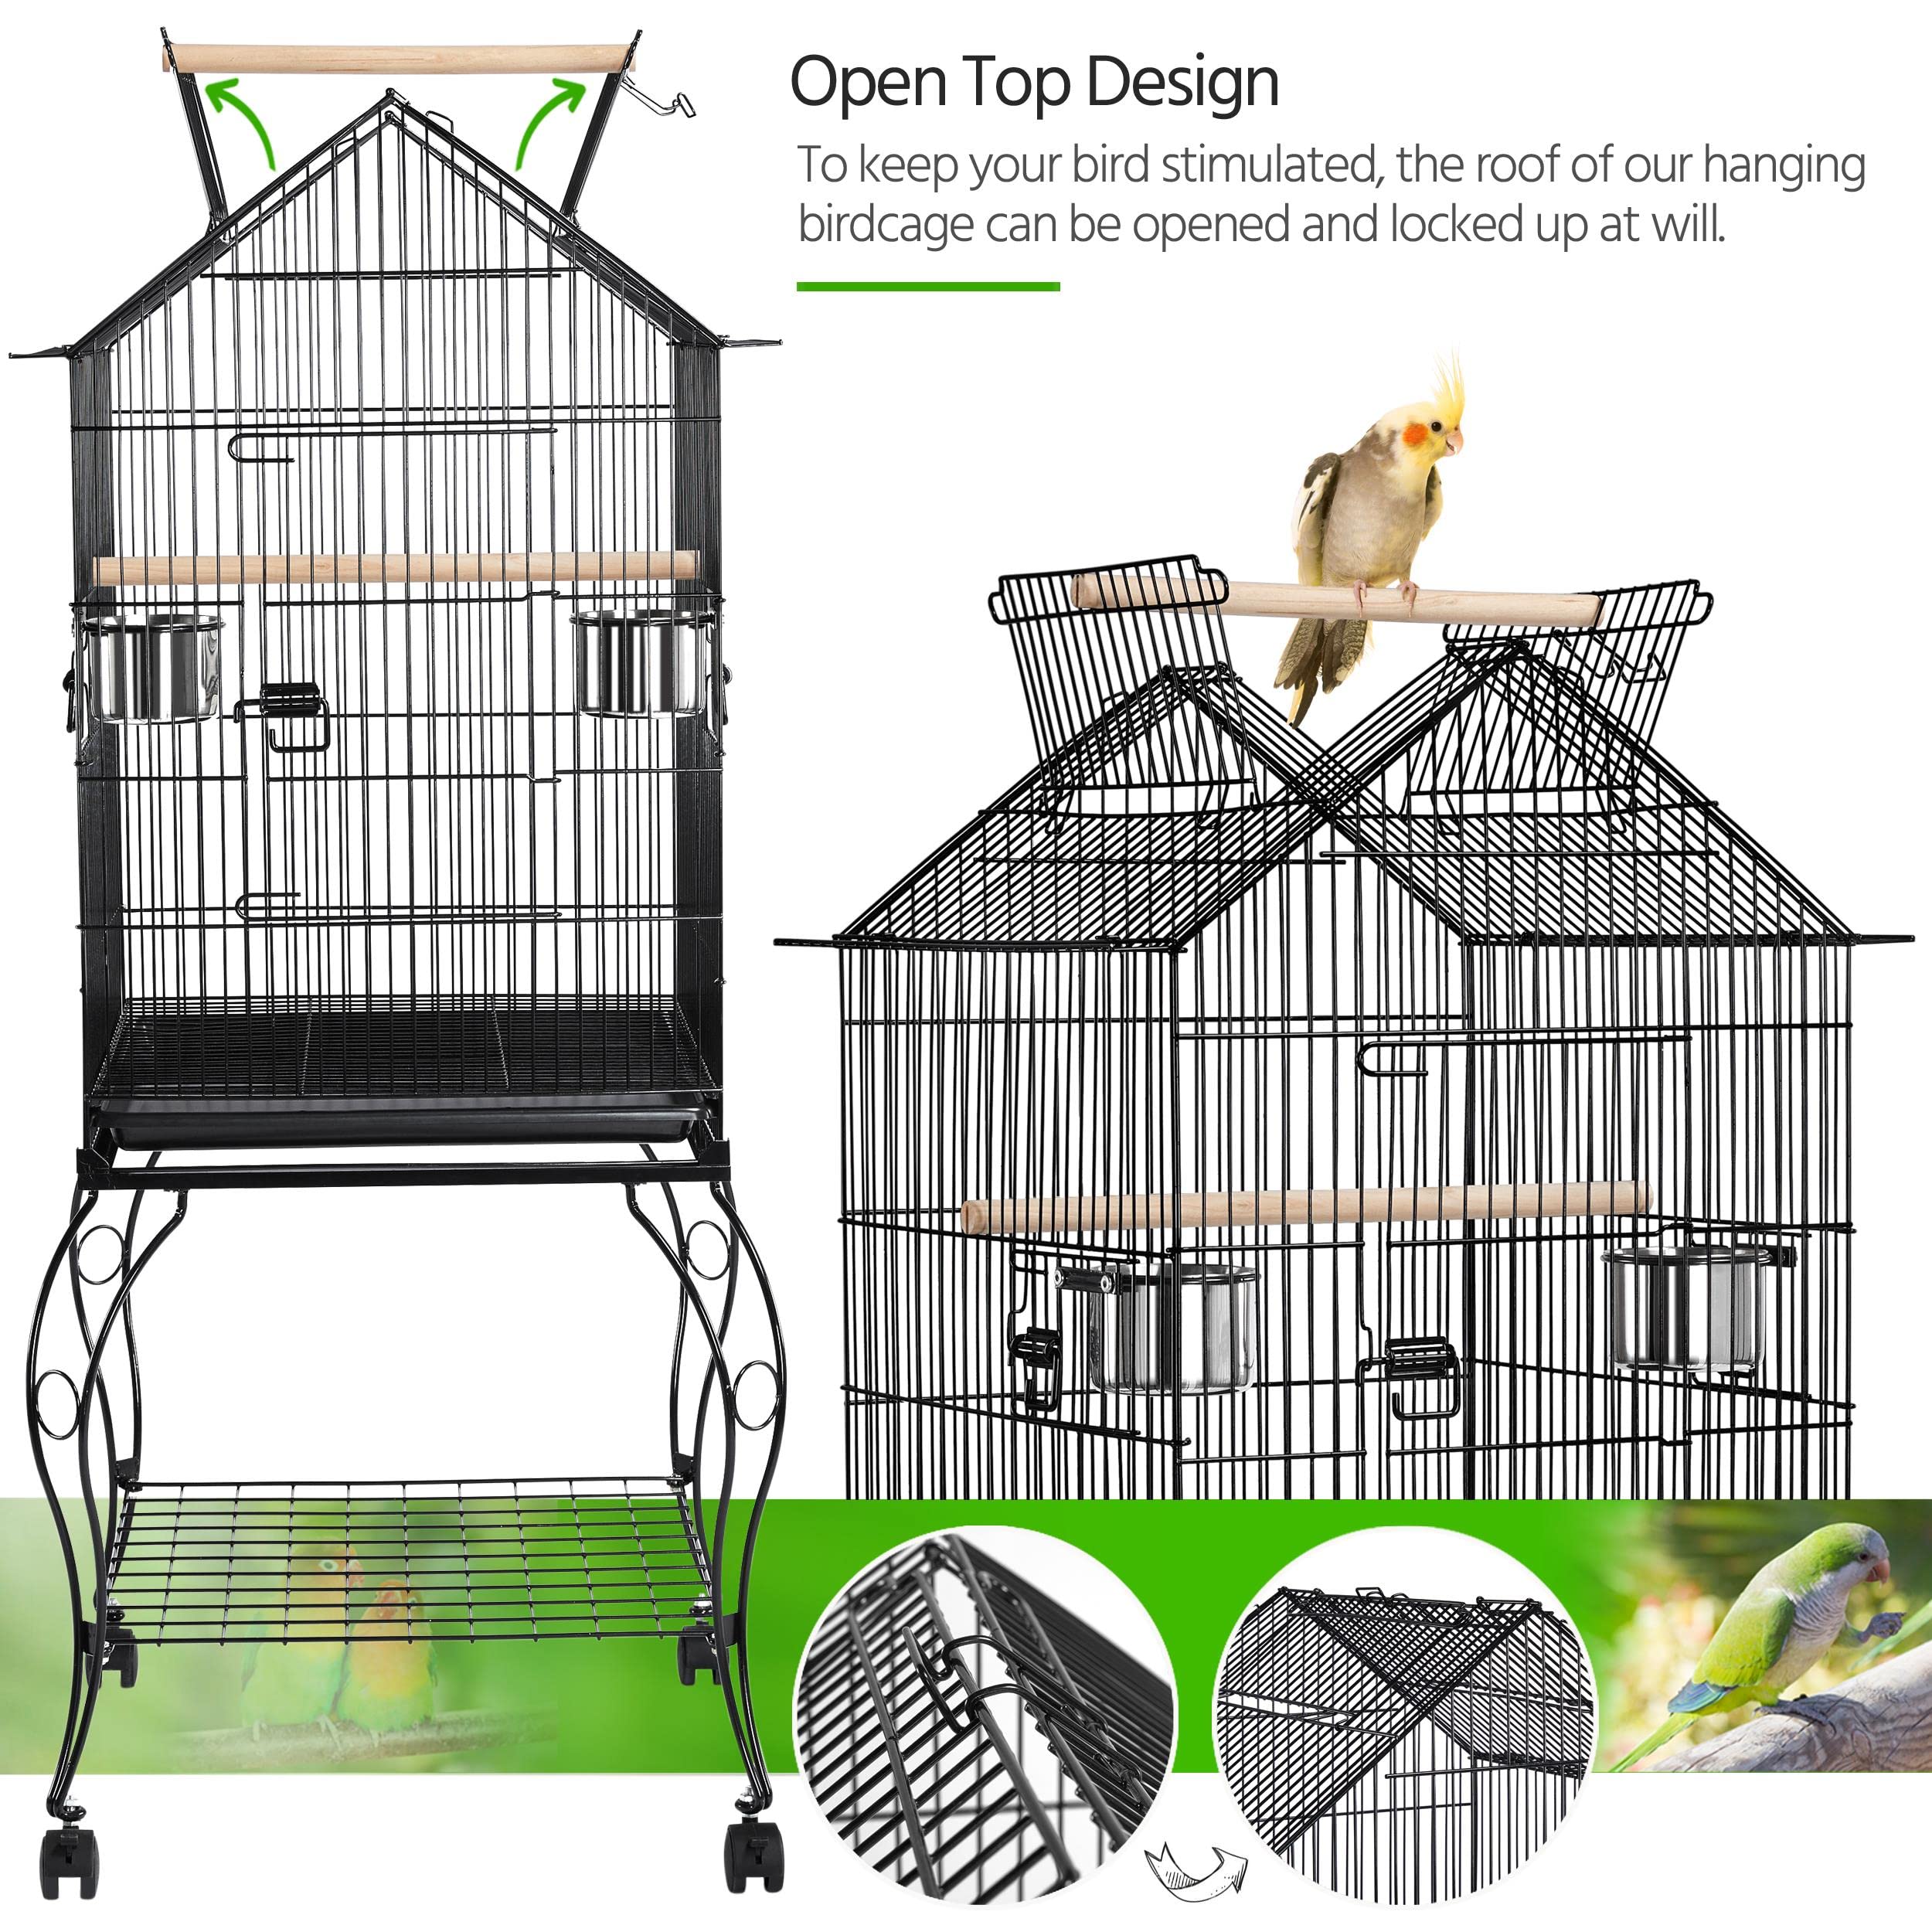 Open Top Design
To keep your bird stimulated, the roof of our hanging
birdcage can be opened and locked up at will.